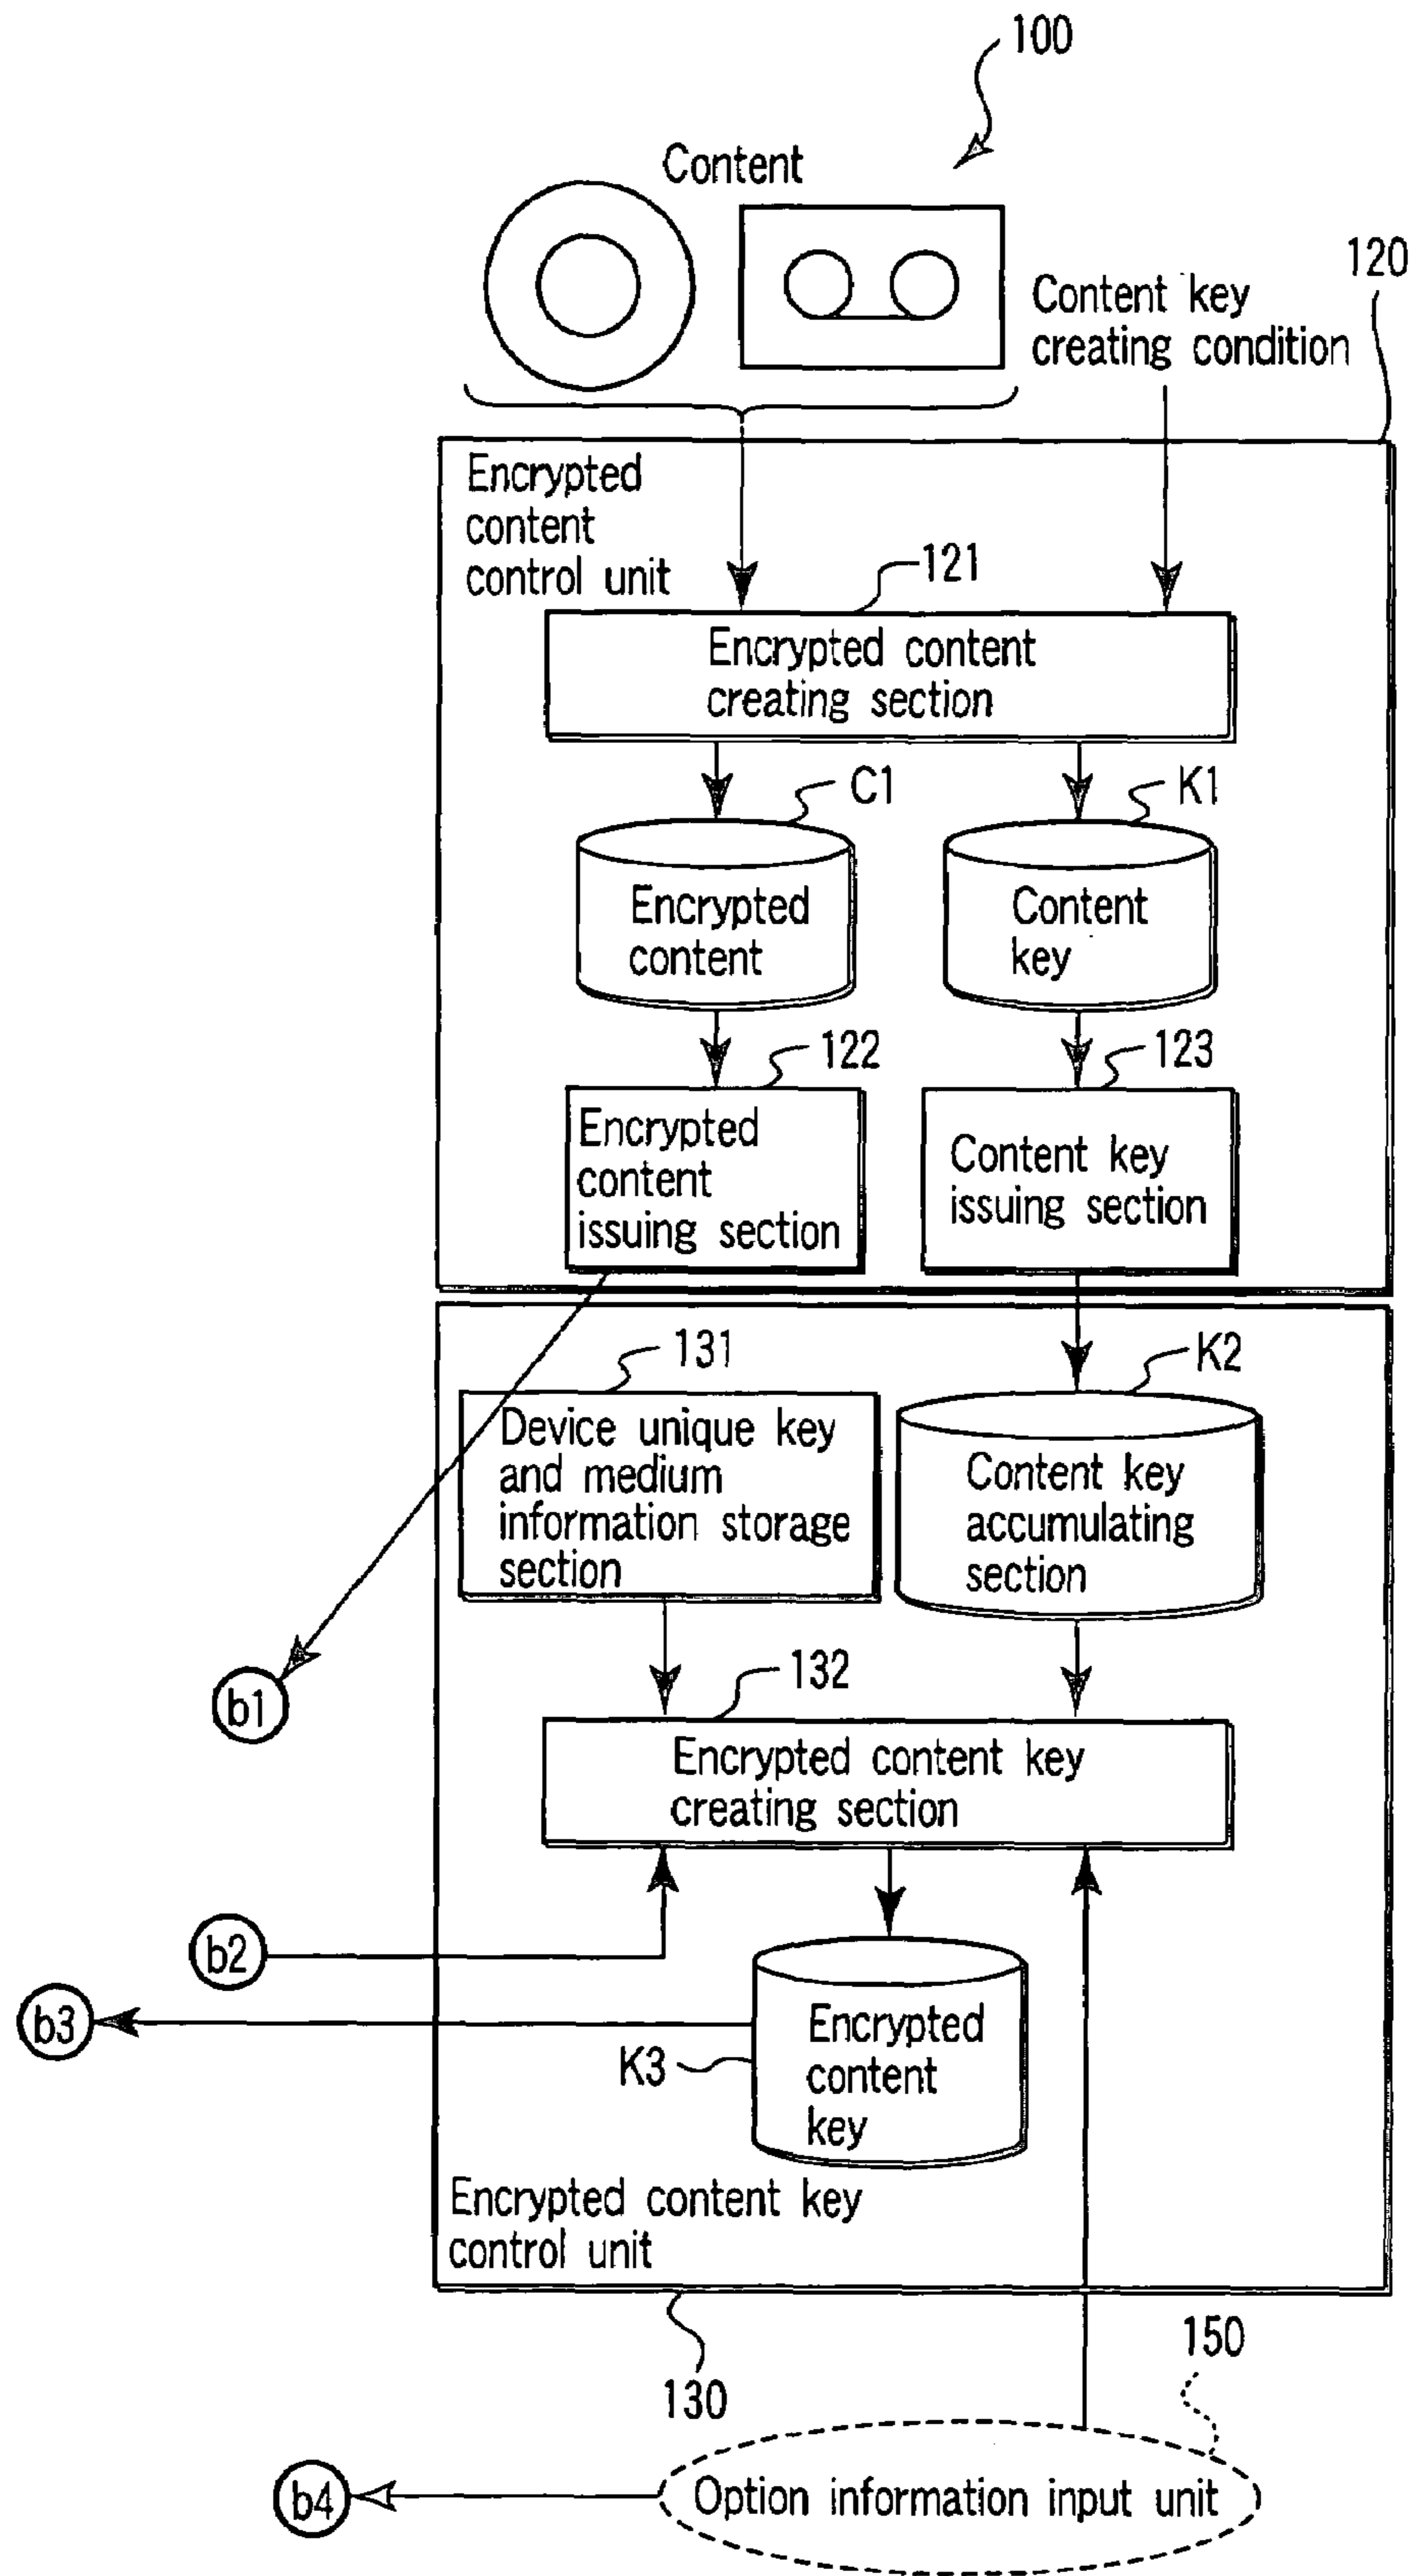 100
Content
120
Content key
creating condition
Encrypted
content
control unit
121
Encrypted content
creating section
C1
K1
Encrypted
content
Content
key
122
123
Encrypted
content
issuing section
Content key
issuing section
131
K2
Device unique key
and medium
information storage
section
Content key
accumulating
section
132
b1
Encrypted content key
creating section
b2
b3
K3
Encrypted
content
key
Encrypted content key
control unit
150
130
b4
Option information input unit